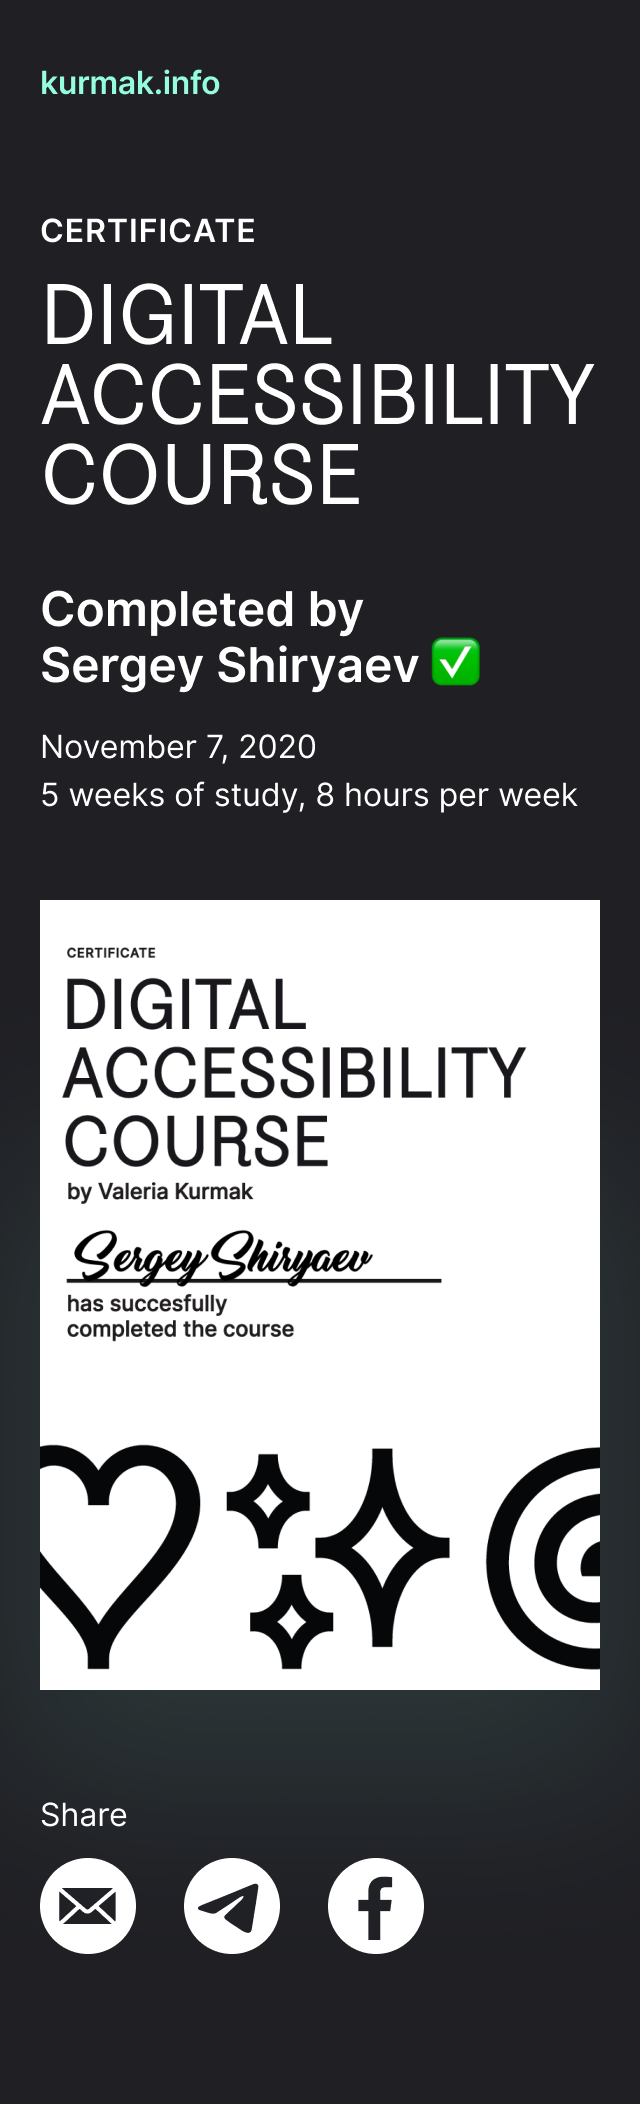 kurmak.info
CERTIFICATE
DIGITAL
ACCESSIBILITY
COURSE
Completed by
Sergey Shiryaev ✅
November 7, 2020
5 weeks of study, 8 hours per week
CERTIFICATE
DIGITAL
ACCESSIBILITY
COURSE
by Valeria Kurmak
Sergey Shiryaev
has succesfully
completed the course
Share